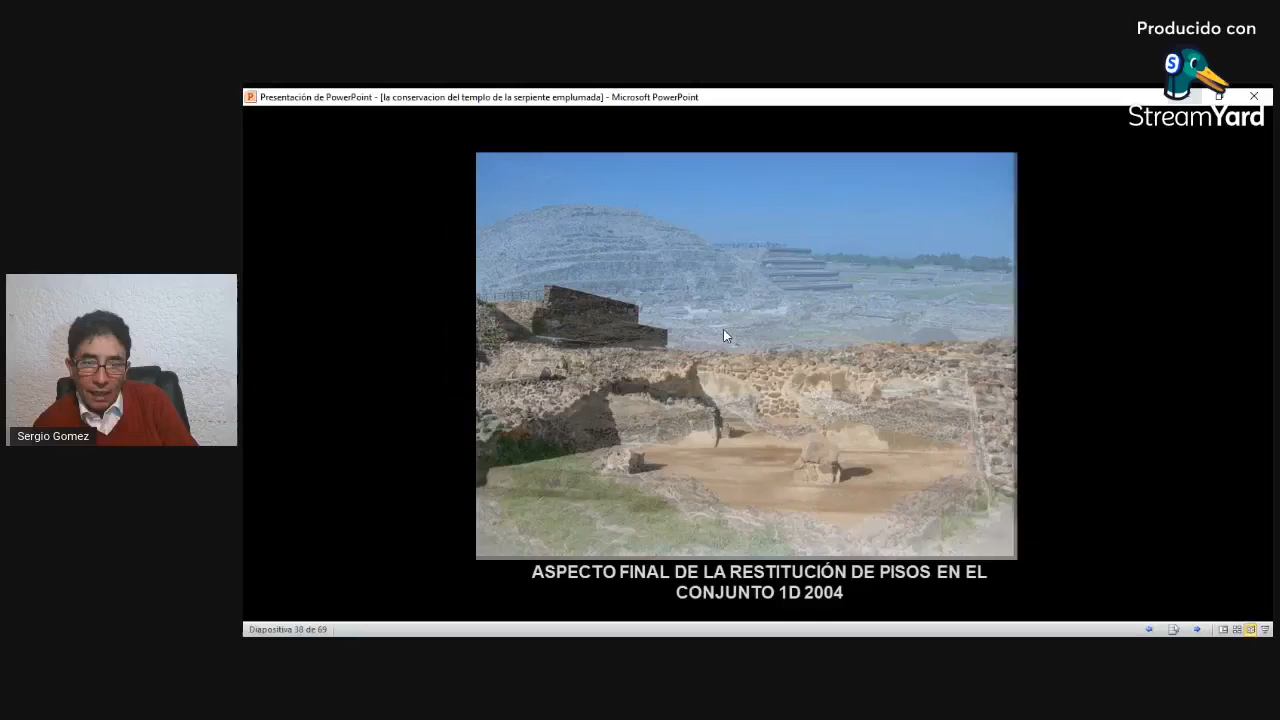 Producido con
StreamYard
Presentación de PowerPoint - [la conservacion del templo de la serpiente emplumada] - Microsoft PowerPoint
Sergio Gomez
ASPECTO FINAL DE LA RESTITUCIÓN DE PISOS EN EL
CONJUNTO 1D 2004
Diapositiva 38 de 69